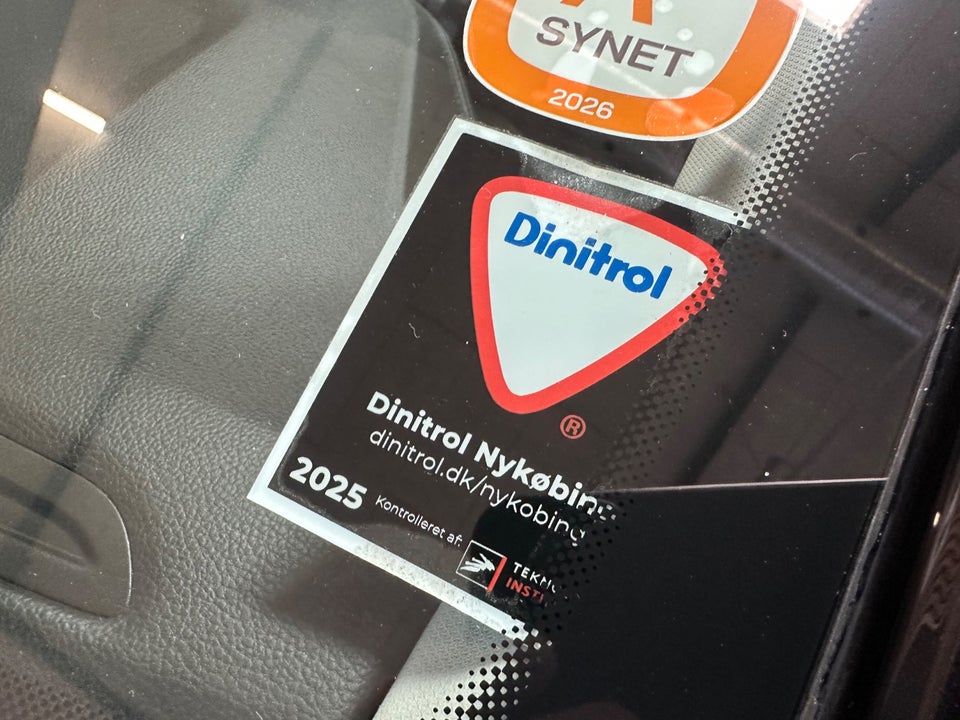 SYNET
2026
Dinitrol
®
Dinitrol Nykøbing
dinitrol.dk/nykobing
2025
Kontrolleret af: